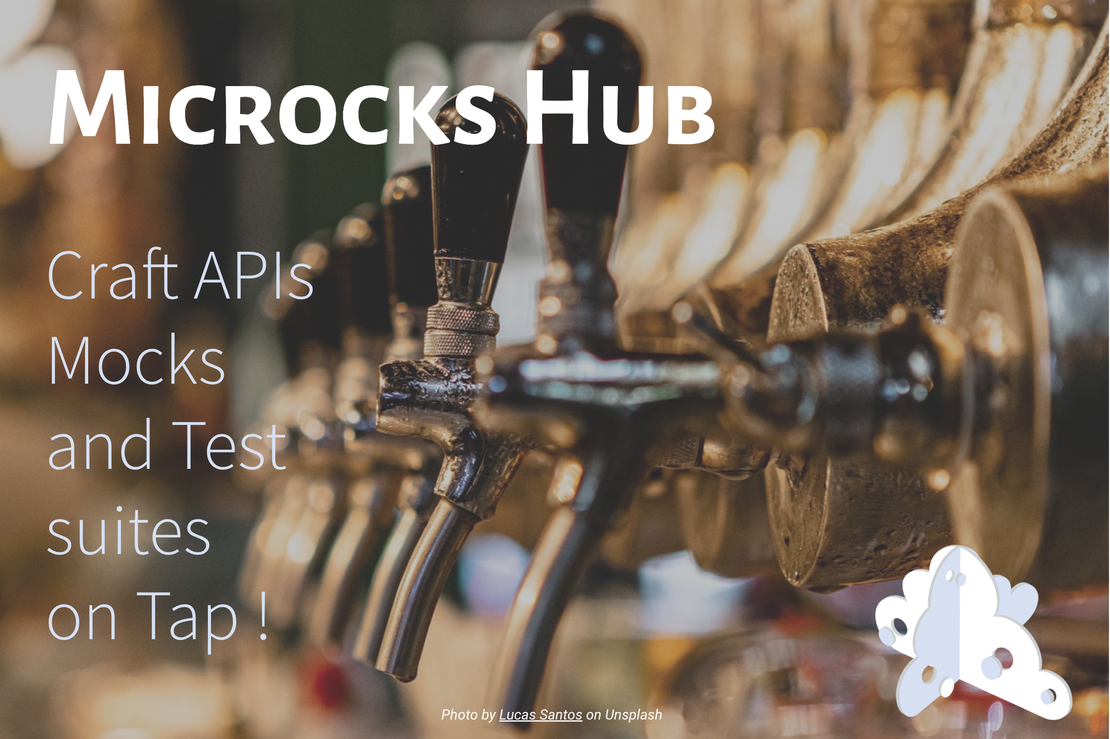 Microcks Hub
Craft APIs
Mocks
and Test
suites
on Tap !
Photo by Lucas Santos on Unsplash